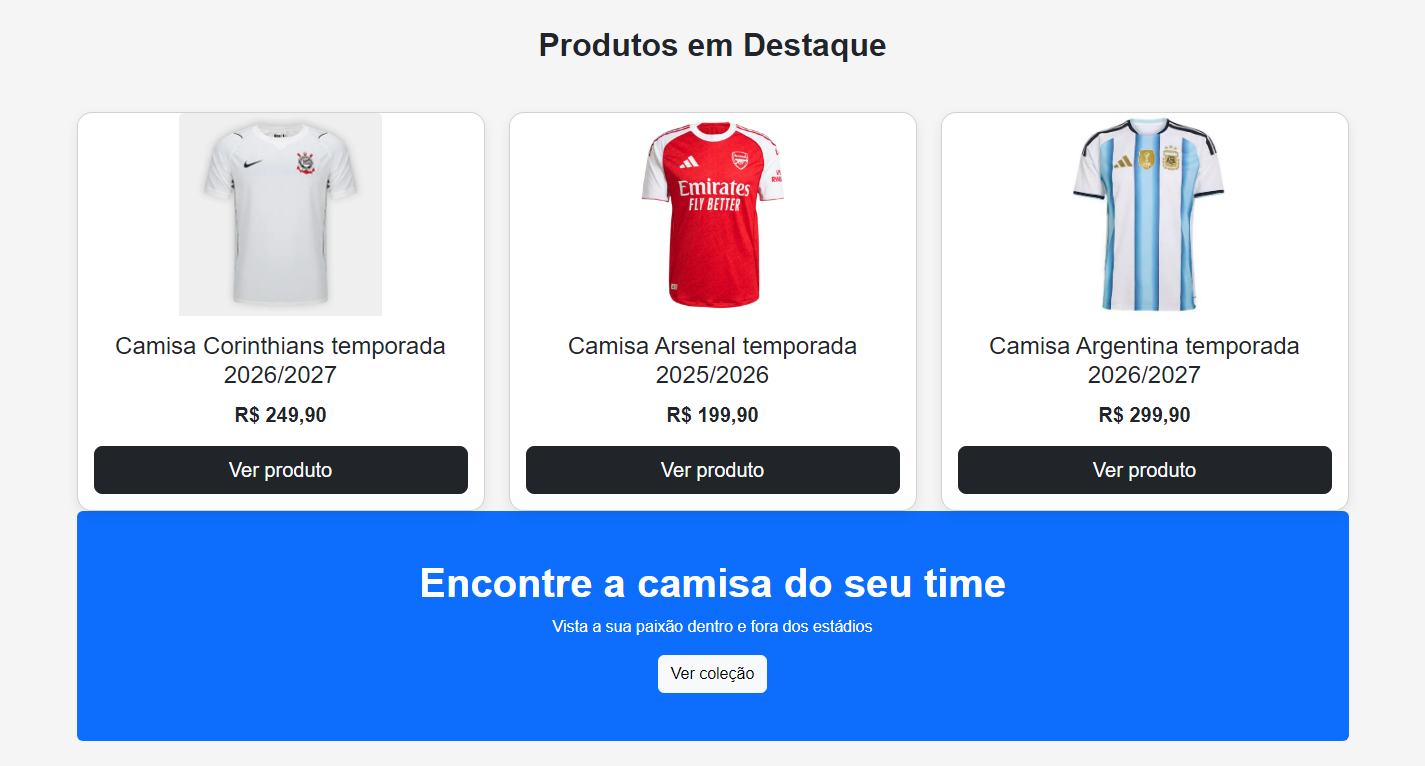 Produtos em Destaque
Emirates
FLY BETTER
Camisa Corinthians temporada
2026/2027
R$ 249,90
Ver produto
Camisa Arsenal temporada
2025/2026
R$ 199,90
Ver produto
Camisa Argentina temporada
2026/2027
R$ 299,90
Ver produto
Encontre a camisa do seu time
Vista a sua paixão dentro e fora dos estádios
Ver coleção